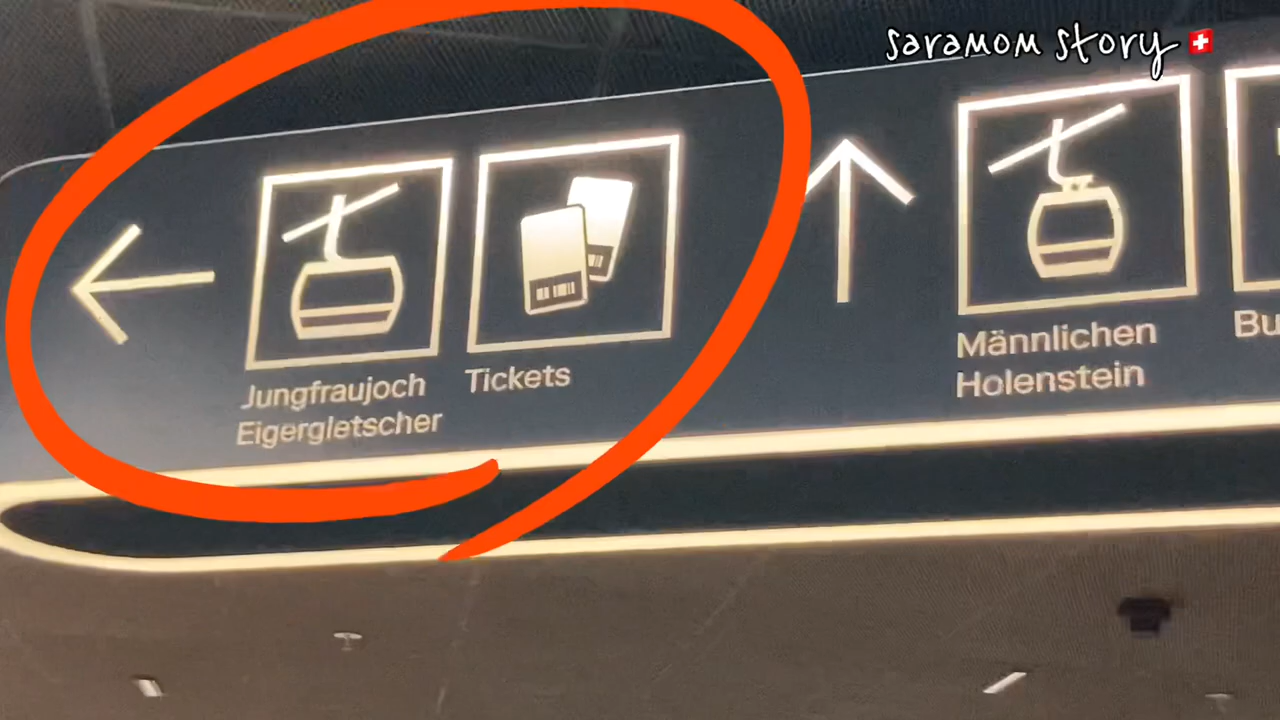 saramom story
Jungfraujoch
Eigergletscher
Tickets
Männlichen
Holenstein